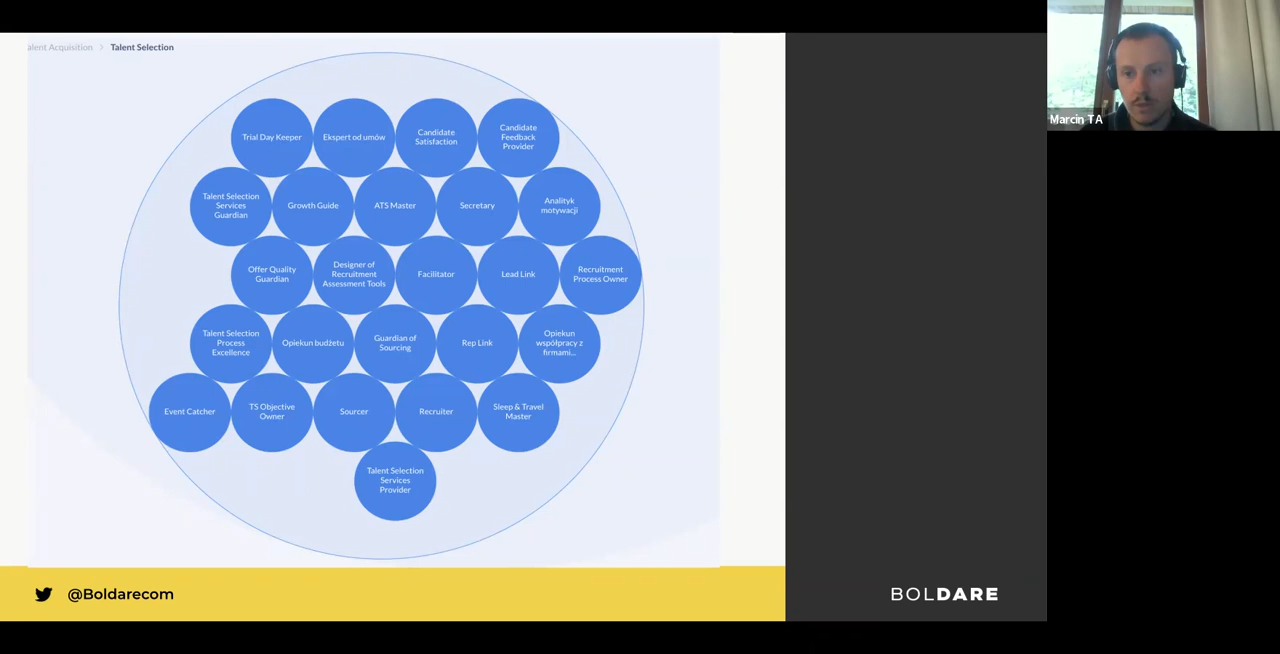 alent Acquisition > Talent Selection
Trial Day Keeper
Ekspert od umów
Candidate
Satisfaction
Candidate
Feedback
Provider
Talent Selection
Services
Guardian
Growth Guide
ATS Master
Secretary
Analityk
motywacji
Offer Quality
Guardian
Designer of
Recruitment
Assessment Tools
Facilitator
Lead Link
Recruitment
Process Owner
Talent Selection
Process
Excellence
Opiekun budżetu
Guardian of
Sourcing
Rep Link
Opiekun
współpracy z
firmami...
Event Catcher
TS Objective
Owner
Sourcer
Recruiter
Sleep & Travel
Master
Talent Selection
Services
Provider
@Boldarecom
BOLDARE
Marcin TA